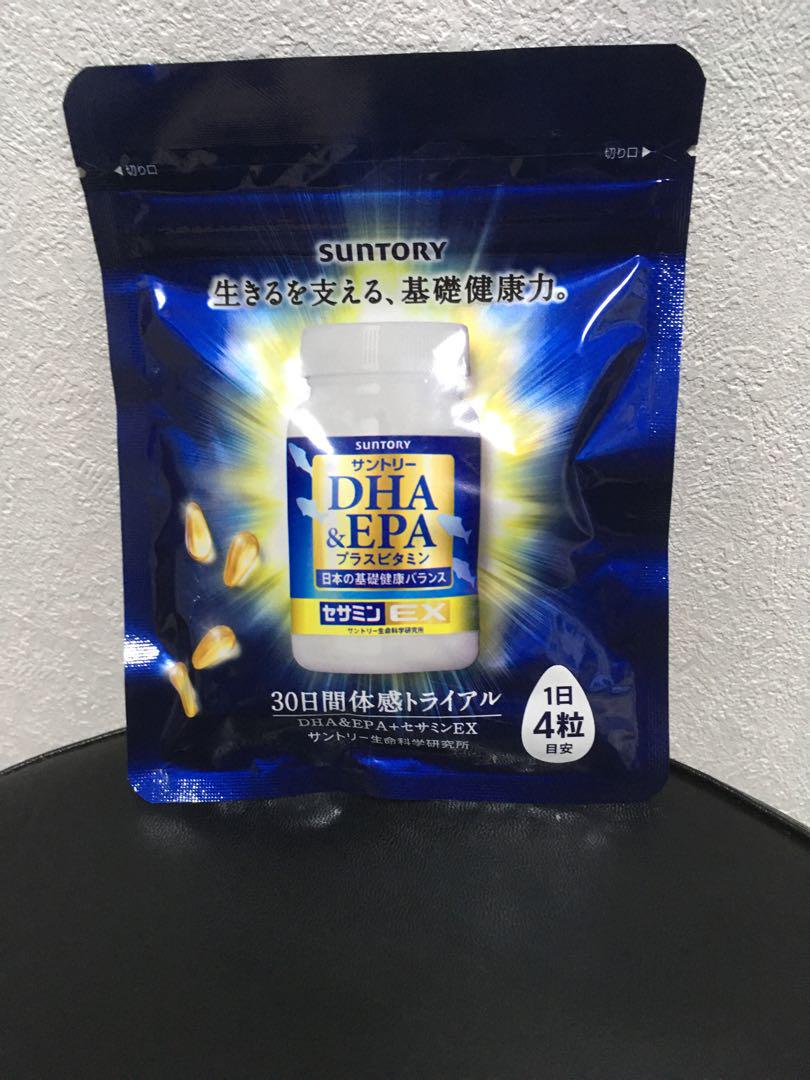 ◀切り口
切り口▶
SUNTORY
生きるを支える、基礎健康力。
SUNTORY
サントリー
DHA
&EPA
プラスビタミン
日本の基礎健康バランス
セサミンEX
サントリー生命科学研究所
30日間体感トライアル
DHA&EPA+セサミンEX
サントリー生命科学研究所
1日
4粒
目安